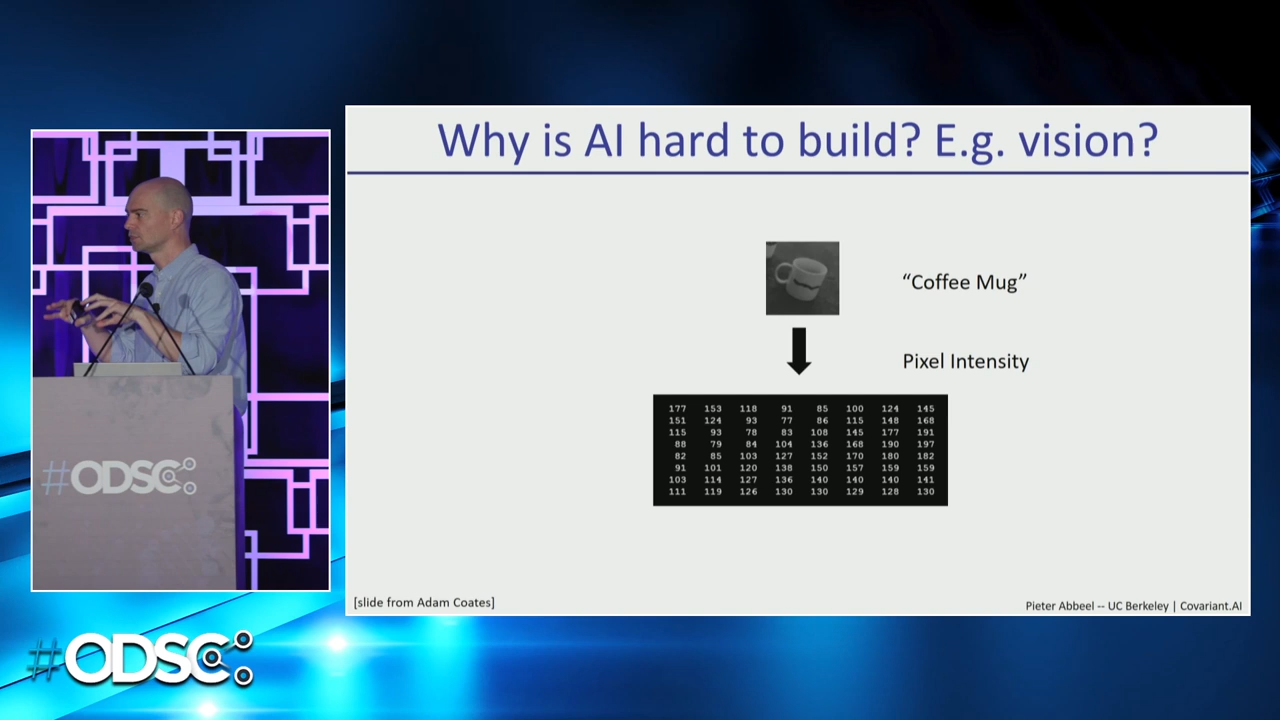 Why is AI hard to build? E.g. vision?
“Coffee Mug”
Pixel Intensity
177 153 118 91 85 100 124 145
151 124 93 77 86 115 148 168
115 93 78 83 108 145 177 191
88 79 84 104 136 168 190 197
82 85 103 127 152 170 180 182
91 101 120 138 150 157 159 159
103 114 127 136 140 140 140 141
111 119 126 130 130 129 128 130
[slide from Adam Coates]
Pieter Abbeel -- UC Berkeley | Covariant.AI
#ODSC
#ODSC